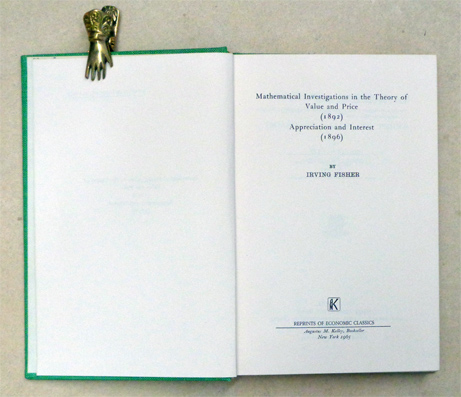 Mathematical Investigations in the Theory of
Value and Price
(1892)
Appreciation and Interest
(1896)
BY
IRVING FISHER
K
REPRINTS OF ECONOMIC CLASSICS
Augustus M. Kelley, Bookseller
New York 1965